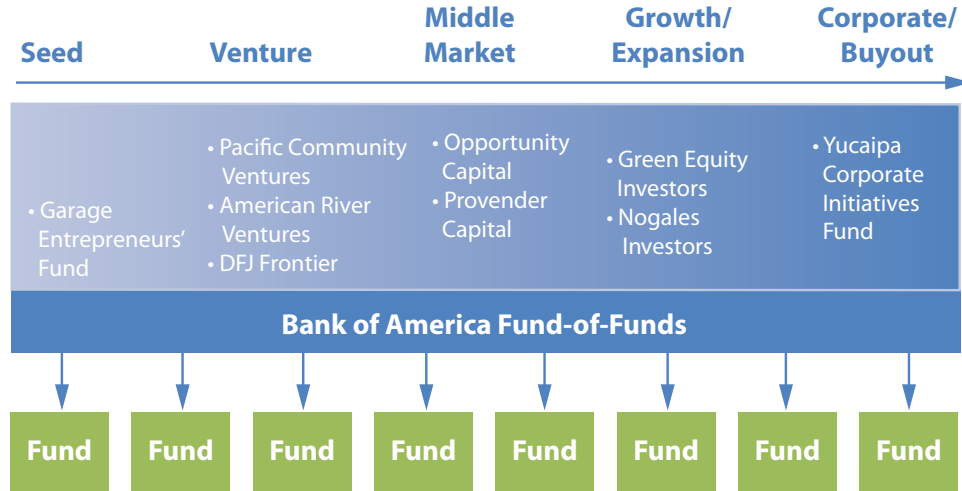 Seed
Venture
Middle
Market
Growth/
Expansion
Corporate/
Buyout
• Garage
Entrepreneurs’
Fund
• Pacific Community
Ventures
• American River
Ventures
• DFJ Frontier
• Opportunity
Capital
• Provender
Capital
• Green Equity
Investors
• Nogales
Investors
• Yucaipa
Corporate
Initiatives
Fund
Bank of America Fund-of-Funds
Fund
Fund
Fund
Fund
Fund
Fund
Fund
Fund